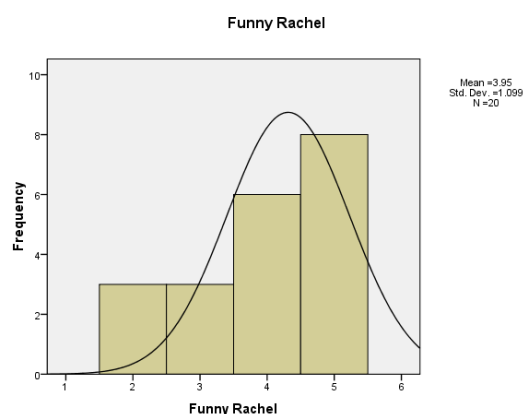 Funny Rachel
Mean =3.95
Std. Dev. =1.099
N =20
10
8
6
4
2
0
Frequency
1 2 3 4 5 6
Funny Rachel